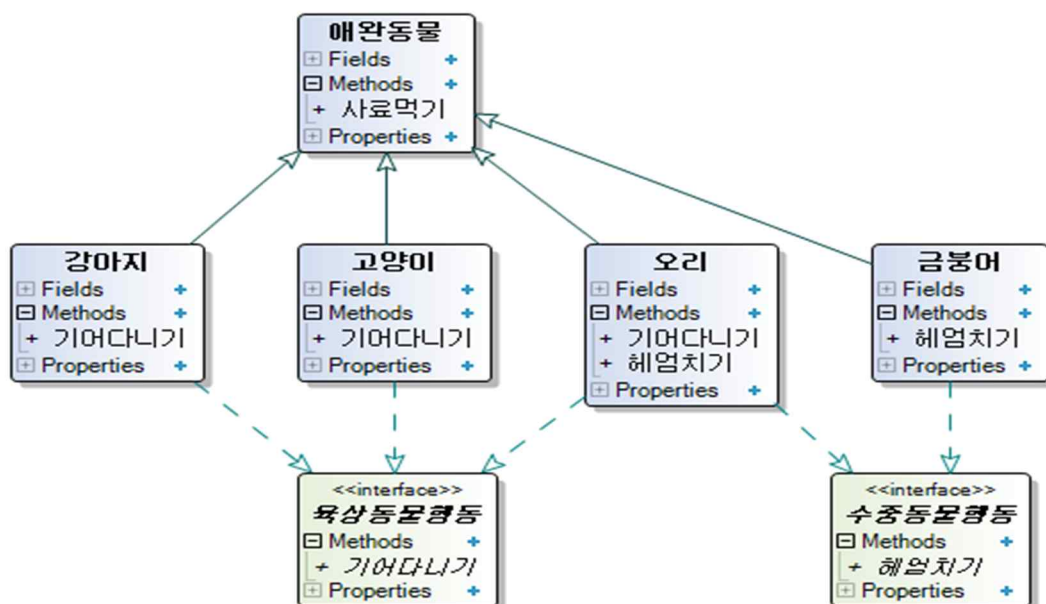 애완동물
Fields
Methods
사료먹기
Properties
강아지
Fields
Methods
기어다니기
Properties
고양이
Fields
Methods
기어다니기
Properties
오리
Fields
Methods
기어다니기
헤엄치기
Properties
금붕어
Fields
Methods
헤엄치기
Properties
<<interface>>
육상동물행동
Methods
기어다니기
Properties
<<interface>>
수중동물행동
Methods
헤엄치기
Properties